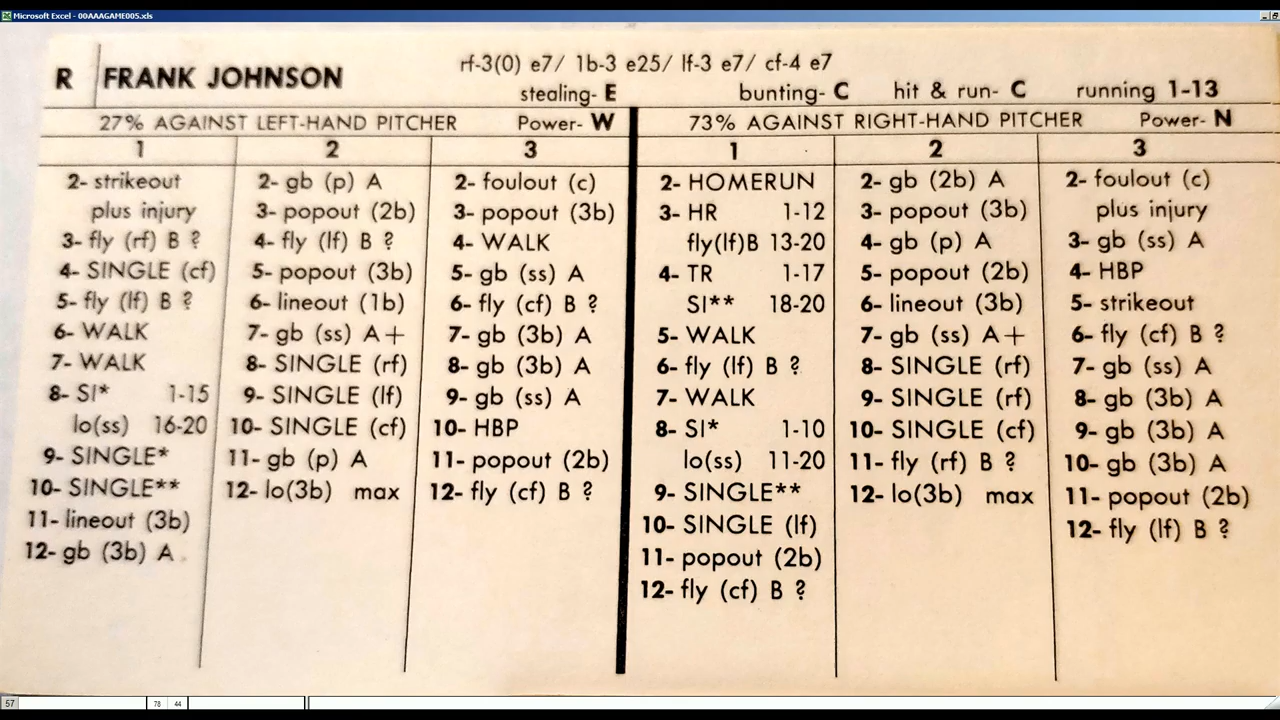 Microsoft Excel - 00AAAGAME005.xls
R FRANK JOHNSON
rf-3(0) e7/ 1b-3 e25/ lf-3 e7/ cf-4 e7
stealing- E bunting- C hit & run- C running 1-13
27% AGAINST LEFT-HAND PITCHER Power- W
1
2- strikeout
plus injury
3- fly (rf) B ?
4- SINGLE (cf)
5- fly (lf) B ?
6- WALK
7- WALK
8- SI* 1-15
lo(ss) 16-20
9- SINGLE*
10- SINGLE**
11- lineout (3b)
12- gb (3b) A
2
2- gb (p) A
3- popout (2b)
4- fly (lf) B ?
5- popout (3b)
6- lineout (1b)
7- gb (ss) A+
8- SINGLE (rf)
9- SINGLE (lf)
10- SINGLE (cf)
11- gb (p) A
12- lo(3b) max
3
2- foulout (c)
3- popout (3b)
4- WALK
5- gb (ss) A
6- fly (cf) B ?
7- gb (3b) A
8- gb (3b) A
9- gb (ss) A
10- HBP
11- popout (2b)
12- fly (cf) B ?
73% AGAINST RIGHT-HAND PITCHER Power- N
1
2- HOMERUN
3- HR 1-12
fly(lf)B 13-20
4- TR 1-17
SI** 18-20
5- WALK
6- fly (lf) B ?
7- WALK
8- SI* 1-10
lo(ss) 11-20
9- SINGLE**
10- SINGLE (lf)
11- popout (2b)
12- fly (cf) B ?
2
2- gb (2b) A
3- popout (3b)
4- gb (p) A
5- popout (2b)
6- lineout (3b)
7- gb (ss) A+
8- SINGLE (rf)
9- SINGLE (rf)
10- SINGLE (cf)
11- fly (rf) B ?
12- lo(3b) max
3
2- foulout (c)
plus injury
3- gb (ss) A
4- HBP
5- strikeout
6- fly (cf) B ?
7- gb (ss) A
8- gb (3b) A
9- gb (3b) A
10- gb (3b) A
11- popout (2b)
12- fly (lf) B ?
57 78 44